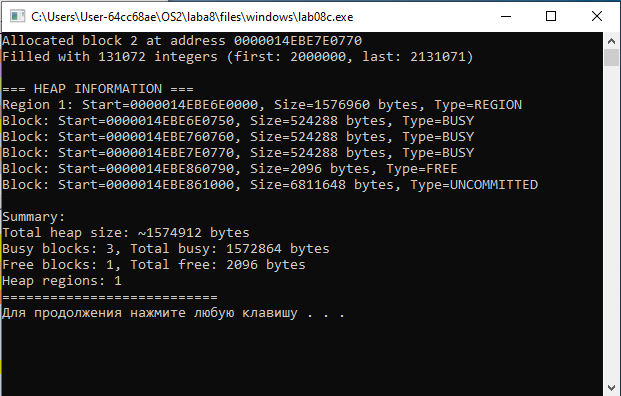 C:\Users\User-64cc68ae\OS2\laba8\files\windows\lab08c.exe
Allocated block 2 at address 0000014EBE7E0770
Filled with 131072 integers (first: 2000000, last: 2131071)
=== HEAP INFORMATION ===
Region 1: Start=0000014EBE6E0000, Size=1576960 bytes, Type=REGION
Block: Start=0000014EBE6E0750, Size=524288 bytes, Type=BUSY
Block: Start=0000014EBE760760, Size=524288 bytes, Type=BUSY
Block: Start=0000014EBE7E0770, Size=524288 bytes, Type=BUSY
Block: Start=0000014EBE860790, Size=2096 bytes, Type=FREE
Block: Start=0000014EBE861000, Size=6811648 bytes, Type=UNCOMMITTED
Summary:
Total heap size: ~1574912 bytes
Busy blocks: 3, Total busy: 1572864 bytes
Free blocks: 1, Total free: 2096 bytes
Heap regions: 1
===========================
Для продолжения нажмите любую клавишу . . .